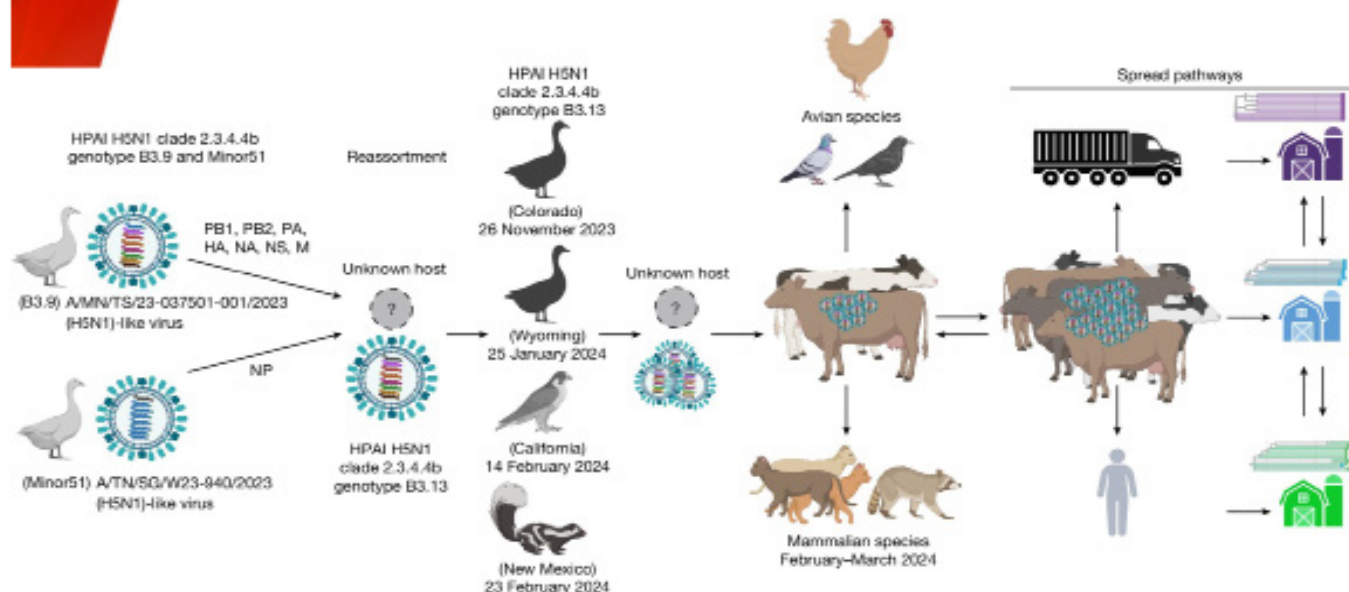 HPAI H5N1 clade 2.3.4.4b
genotype B3.9 and Minor51
(B3.9) A/MN/TS/23-037501-001/2023
(H5N1)-like virus
(Minor51) A/TN/SG/W23-940/2023
(H5N1)-like virus
PB1, PB2, PA,
HA, NA, NS, M
NP
Reassortment
Unknown host
?
HPAI H5N1
clade 2.3.4.4b
genotype B3.13
HPAI H5N1
clade 2.3.4.4b
genotype B3.13
(Colorado)
26 November 2023
(Wyoming)
25 January 2024
(California)
14 February 2024
(New Mexico)
23 February 2024
Unknown host
?
Avian species
Mammalian species
February–March 2024
Spread pathways